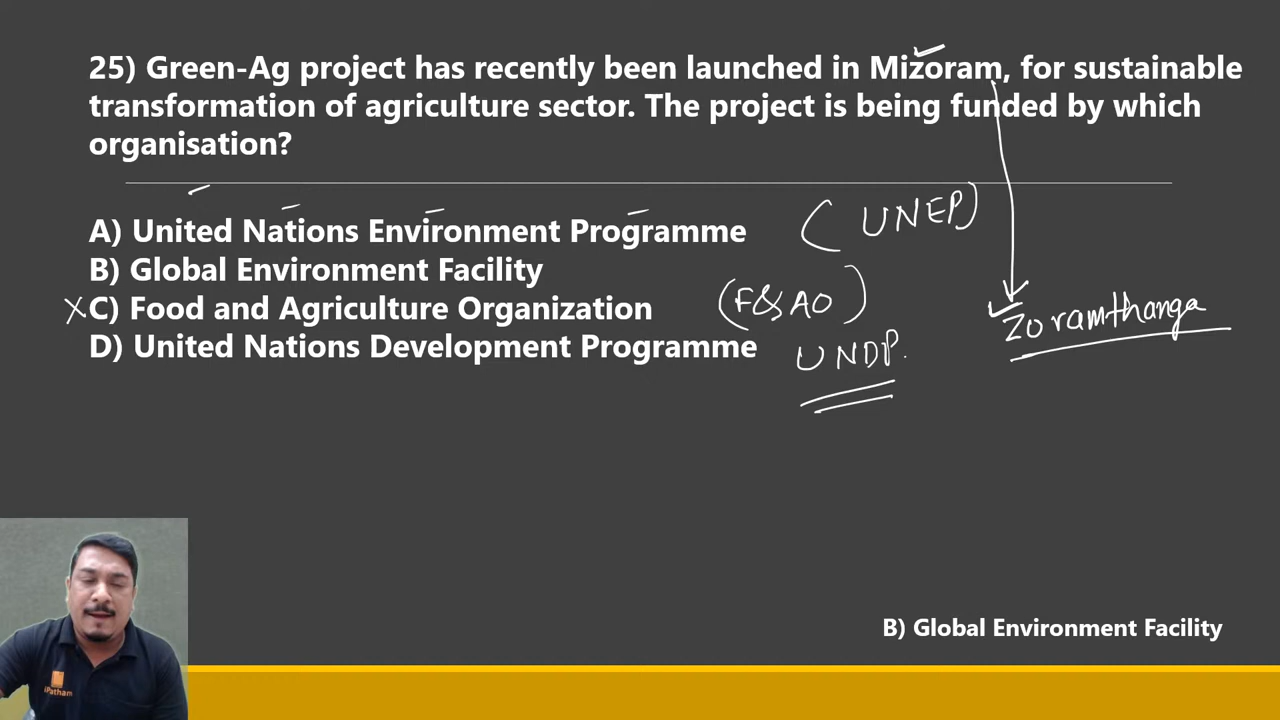 25) Green-Ag project has recently been launched in Mizoram, for sustainable
transformation of agriculture sector. The project is being funded by which
organisation?
A) United Nations Environment Programme (UNEP)
B) Global Environment Facility
X C) Food and Agriculture Organization (F&AO)
Zoramthanga
D) United Nations Development Programme UNDP.
B) Global Environment Facility
iPatham